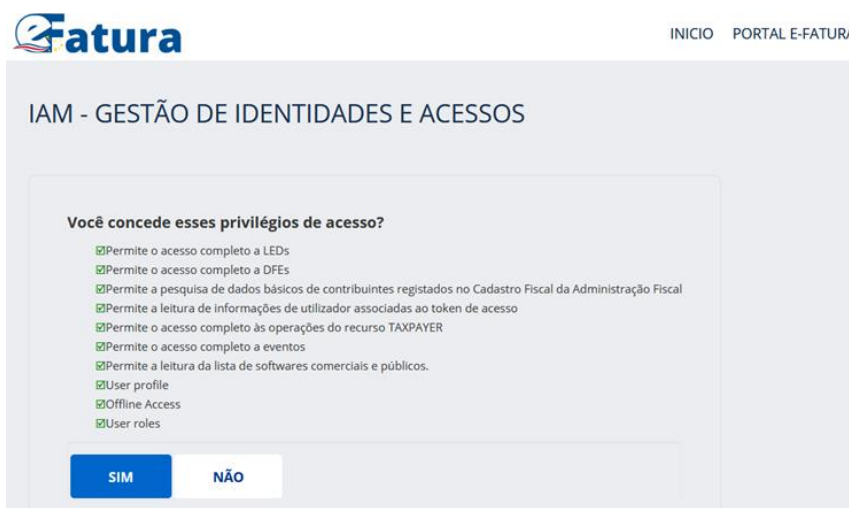 eFatura
INICIO PORTAL E-FATURA
IAM - GESTÃO DE IDENTIDADES E ACESSOS
Você concede esses privilégios de acesso?
Permite o acesso completo a LEDs
Permite o acesso completo a DFEs
Permite a pesquisa de dados básicos de contribuintes registados no Cadastro Fiscal da Administração Fiscal
Permite a leitura de informações de utilizador associadas ao token de acesso
Permite o acesso completo às operações do recurso TAXPAYER
Permite o acesso completo a eventos
Permite a leitura da lista de softwares comerciais e públicos.
User profile
Offline Access
User roles
SIM NÃO